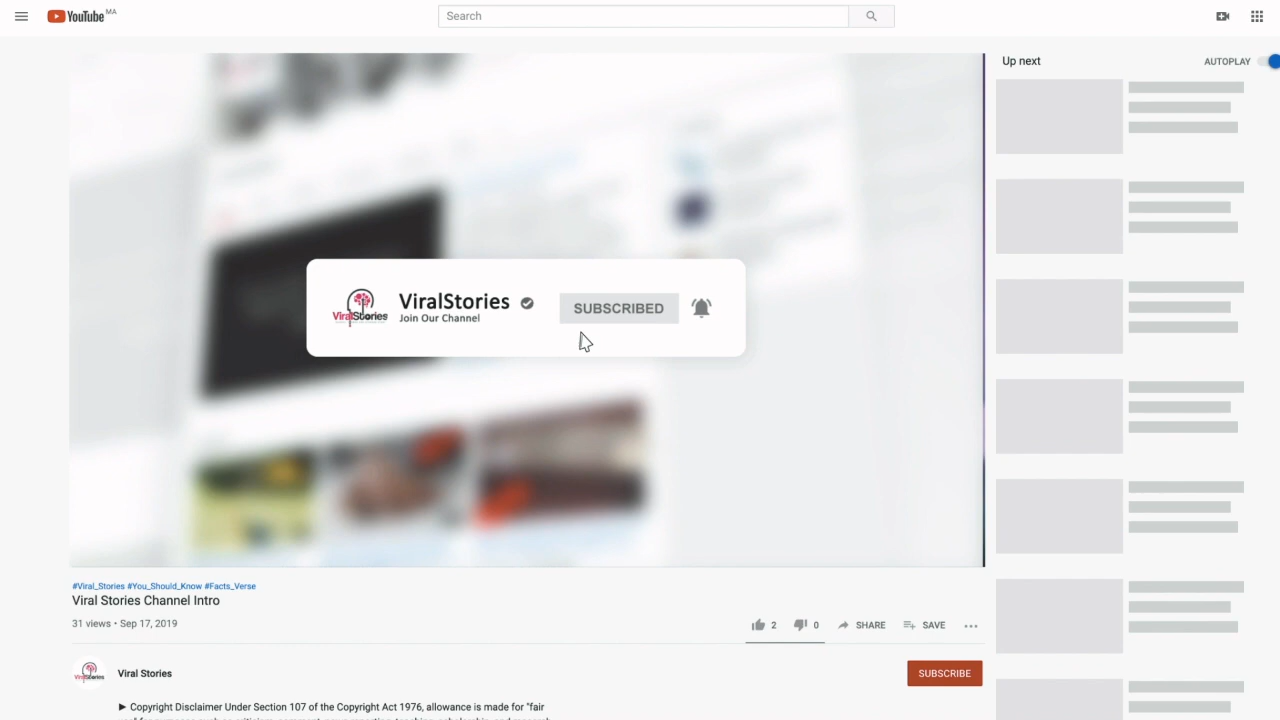 YouTube MA
Search
Up next
AUTOPLAY
ViralStories
ViralStories
Join Our Channel
SUBSCRIBED
#Viral_Stories #You_Should_Know #Facts_Verse
Viral Stories Channel Intro
31 views • Sep 17, 2019
2
0
SHARE
SAVE
ViralStories
Viral Stories
SUBSCRIBE
► Copyright Disclaimer Under Section 107 of the Copyright Act 1976, allowance is made for "fair